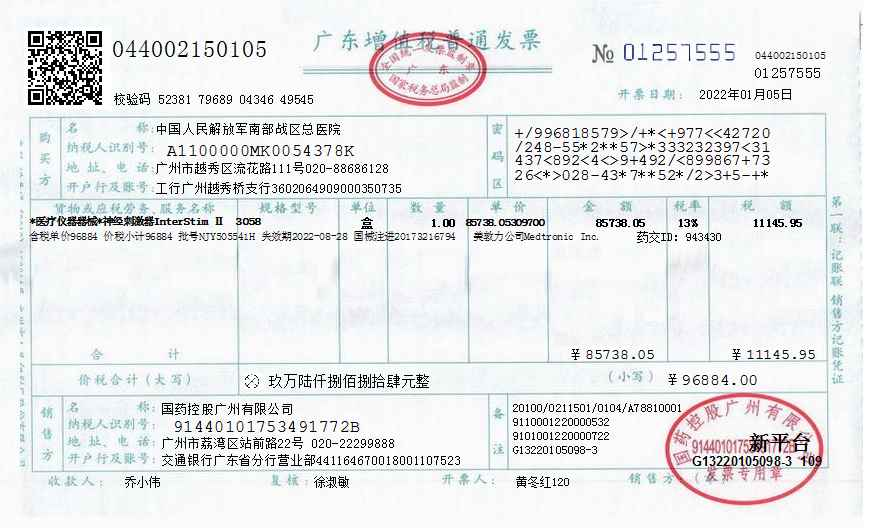 044002150105
广东增值税普通发票
全国统一发票监制章
广东
国家税务总局监制
№ 01257555
044002150105
01257555
校验码 52381 79689 04346 49545
开票日期: 2022年01月05日
购买方
名 称:中国人民解放军南部战区总医院
纳税人识别号:A1100000MK0054378K
地址、电话:广州市越秀区流花路111号020-88686128
开户行及账号:工行广州越秀桥支行3602064909000350735
密码区
+/996818579>/+*<+977<<42720
/248-55*2**57>*333232397<31
437<892<4<>9+492/<899867+73
26<*>028-43*7**52*/2>3+5-+*
货物或应税劳务、服务名称 规格型号 单位 数量 单价 金额 税率 税额
*医疗仪器器械*神经刺激器InterStim Ⅱ 3058 盒 1.00 85738.05309700 85738.05 13% 11145.95
含税单价96884 价税小计96884 批号NJY505541H 失效期2022-08-28 国械注进20173216794 美敦力公司Medtronic Inc. 药交ID: 943430
合 计 ￥85738.05 ￥11145.95
价税合计(大写) ⊗ 玖万陆仟捌佰捌拾肆元整 (小写) ￥96884.00
销售方
名 称:国药控股广州有限公司
纳税人识别号:91440101753491772B
地址、电话:广州市荔湾区站前路22号 020-22299888
开户行及账号:交通银行广东省分行营业部441164670018001107523
备注
20100/0211501/0104/A78810001
9110001220000532
9101001220000722
G13220105098-3
国药控股广州有限公司
91440101753491772B
发票专用章
新平台
G13220105098-3 109
收款人: 乔小伟 复核: 徐淑敏 开票人: 黄冬红120 销售方:(章)
第一联:记账联 销售方记账凭证